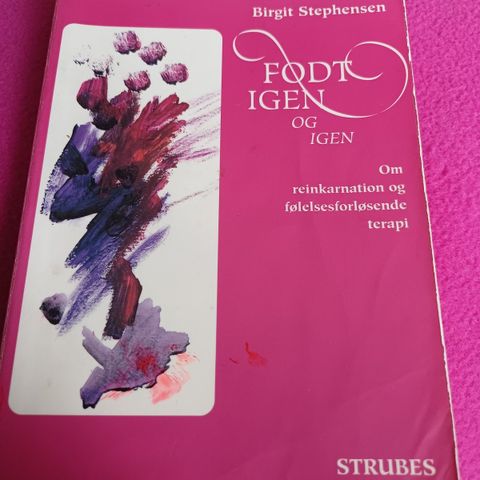 Birgit Stephensen
FØDT
IGEN
OG
IGEN
Om
reinkarnation og
følelsesforløsende
terapi
STRUBES